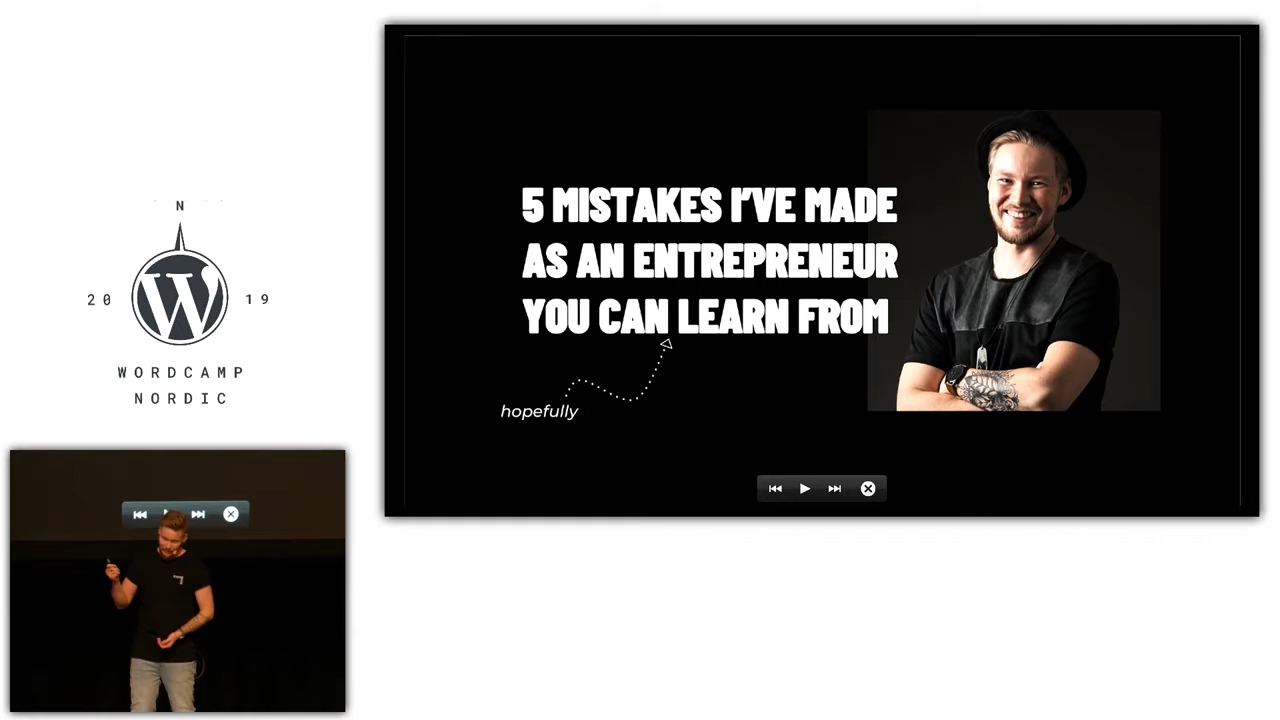 N
20 19
WORDCAMP
NORDIC
5 MISTAKES I'VE MADE
AS AN ENTREPRENEUR
YOU CAN LEARN FROM
hopefully